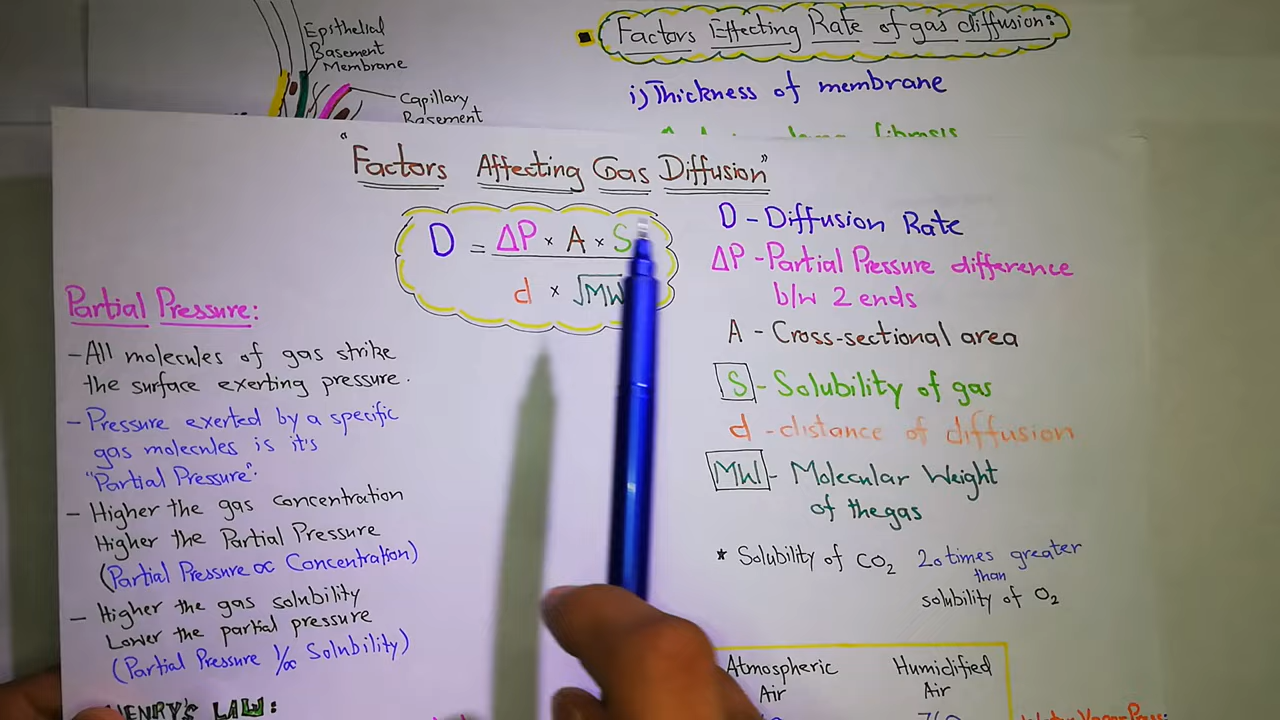 Epsithelial
Basement
Membrane
Capillary
Basement
■ Factors Effecting Rate of gas diffusion:
i) Thickness of membrane
"Factors Affecting Gas Diffusion"
D = ΔP × A × S
d × √MW
D - Diffusion Rate
ΔP - Partial Pressure difference
b/w 2 ends
A - Cross-sectional area
S - Solubility of gas
d - distance of diffusion
MW - Molecular Weight
of the gas
* Solubility of CO₂ 20 times greater
than
solubility of O₂
Partial Pressure:
- All molecules of gas strike
the surface exerting pressure.
- Pressure exerted by a specific
gas molecules is it's
"Partial Pressure".
- Higher the gas concentration
Higher the Partial Pressure
(Partial Pressure ∝ Concentration)
- Higher the gas solubility
Lower the partial pressure
(Partial Pressure 1/∝ Solubility)
HENRY'S LAW:
Atmospheric
Air
Humidified
Air